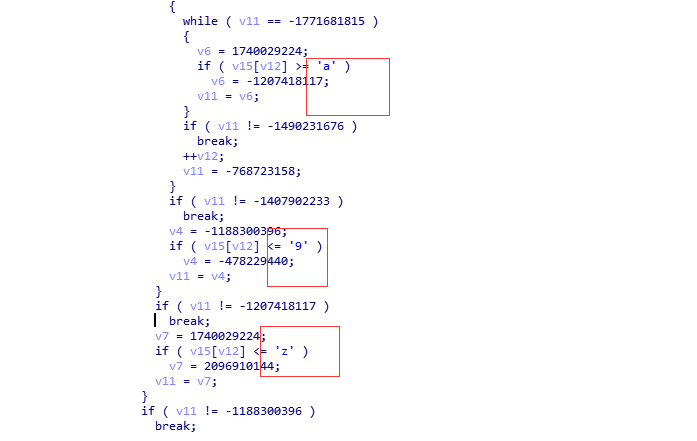 {
while ( v11 == -1771681815 )
{
v6 = 1740029224;
if ( v15[v12] >= 'a' )
v6 = -1207418117;
v11 = v6;
}
if ( v11 != -1490231676 )
break;
++v12;
v11 = -768723158;
}
if ( v11 != -1407902233 )
break;
v4 = -1188300396;
if ( v15[v12] <= '9' )
v4 = -478229440;
v11 = v4;
}
if ( v11 != -1207418117 )
break;
v7 = 1740029224;
if ( v15[v12] <= 'z' )
v7 = 2096910144;
v11 = v7;
}
if ( v11 != -1188300396 )
break;